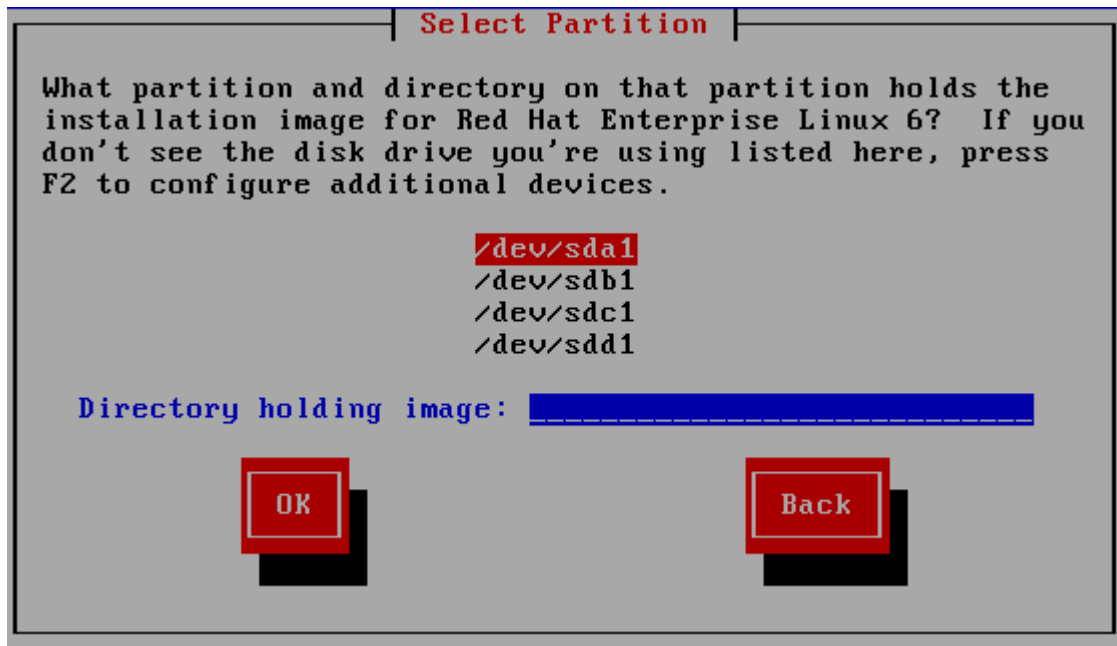 Select Partition
What partition and directory on that partition holds the
installation image for Red Hat Enterprise Linux 6?  If you
don't see the disk drive you're using listed here, press
F2 to configure additional devices.
/dev/sda1
/dev/sdb1
/dev/sdc1
/dev/sdd1
Directory holding image:
OK
Back